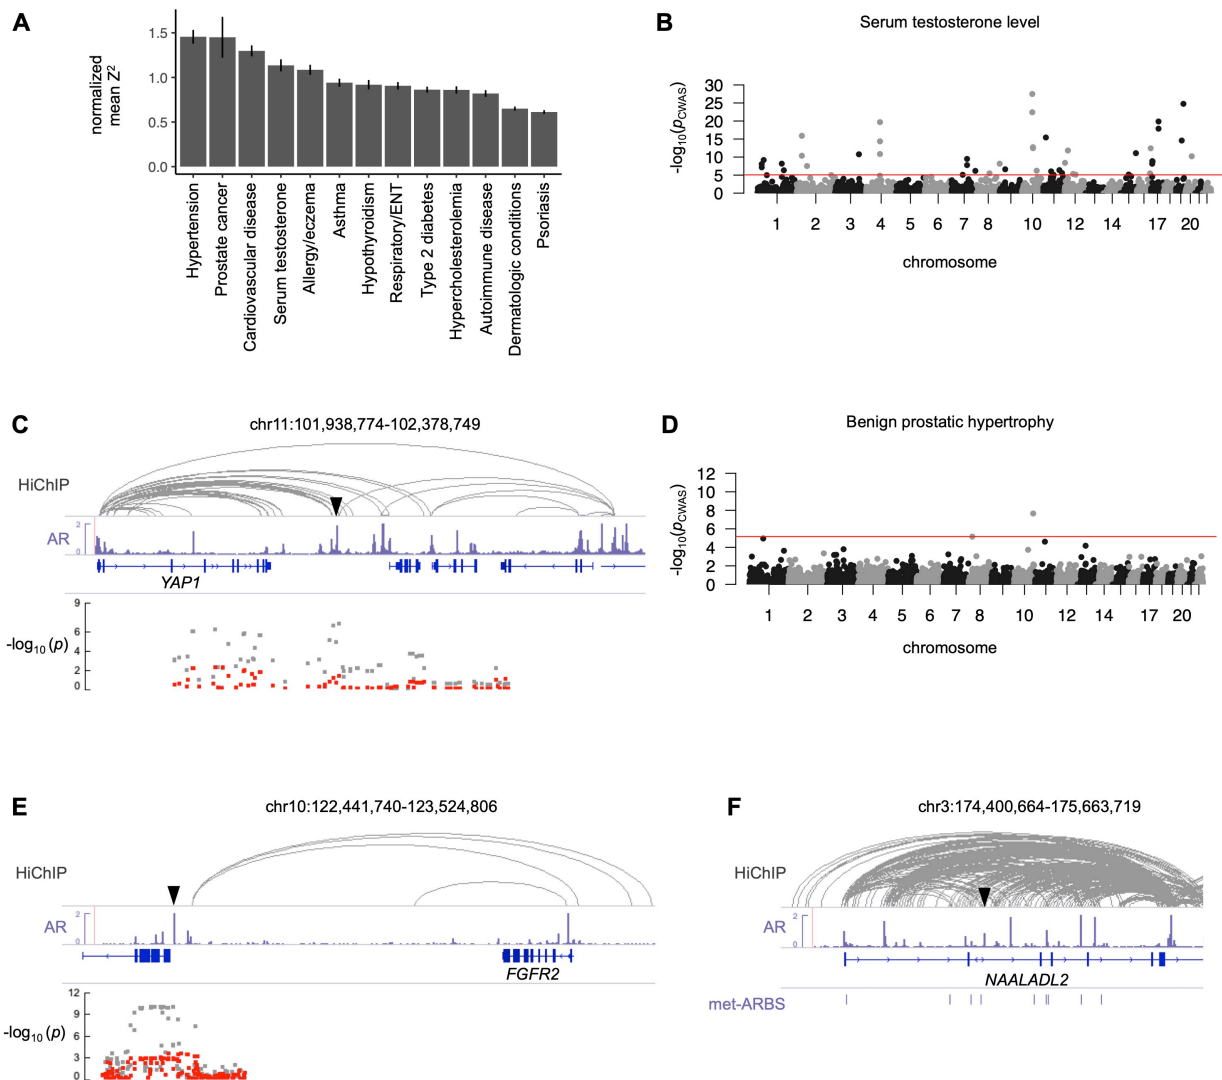 A
normalized
mean Z²
1.5
1.0
0.5
0.0
Hypertension
Prostate cancer
Cardiovascular disease
Serum testosterone
Allergy/eczema
Asthma
Hypothyroidism
Respiratory/ENT
Type 2 diabetes
Hypercholesterolemia
Autoimmune disease
Dermatologic conditions
Psoriasis
B
Serum testosterone level
-log₁₀(pCWAS)
30
25
20
15
10
5
0
1 2 3 4 5 6 7 8 10 12 14 17 20
chromosome
C
chr11:101,938,774-102,378,749
HiChIP
AR
2
0
YAP1
-log₁₀(p)
9
6
4
2
0
D
Benign prostatic hypertrophy
-log₁₀(pCWAS)
12
10
8
6
4
2
0
1 2 3 4 5 6 7 8 10 12 14 17 20
chromosome
E
chr10:122,441,740-123,524,806
HiChIP
AR
2
0
FGFR2
-log₁₀(p)
12
9
6
3
0
F
chr3:174,400,664-175,663,719
HiChIP
AR
2
0
NAALADL2
met-ARBS